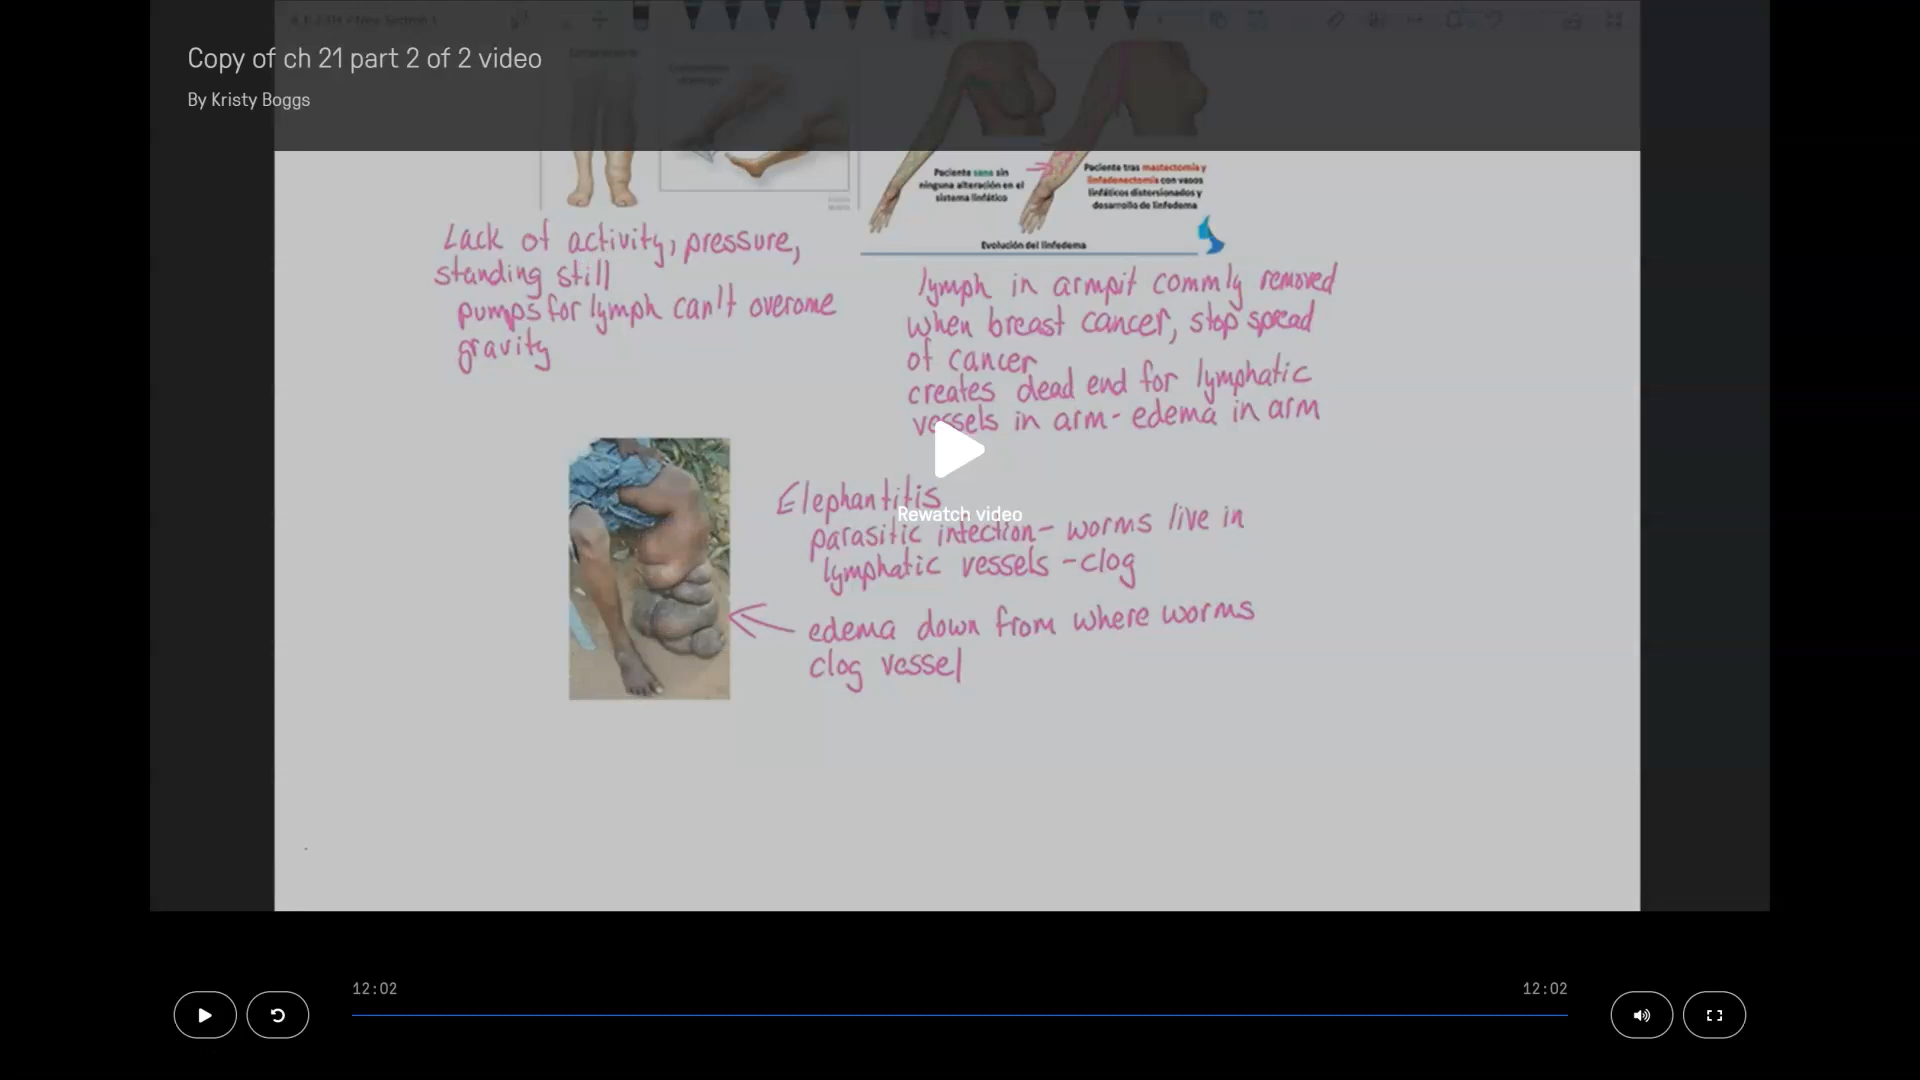 Copy of ch 21 part 2 of 2 video
By Kristy Boggs
Paciente sano sin
ninguna alteración en el
sistema linfático
Paciente tras mastectomía y
linfadenectomía con vasos
linfáticos distorsionados y
desarrollo de linfedema
Evolución del linfedema
Lack of activity, pressure,
standing still
pumps for lymph can't overome
gravity
lymph in armpit commly removed
when breast cancer, stop spread
of cancer
creates dead end for lymphatic
vessels in arm - edema in arm
Elephantitis
Rewatch video
parasitic infection - worms live in
lymphatic vessels - clog
edema down from where worms
clog vessel
12:02
12:02